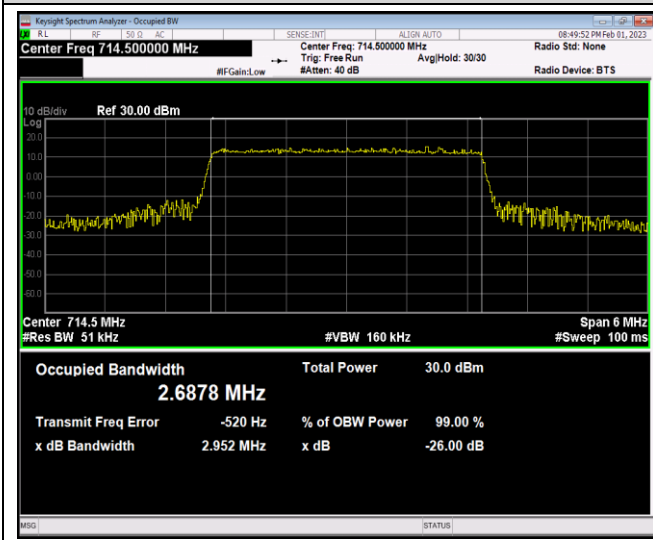 Keysight Spectrum Analyzer - Occupied BW
RL RF 50 Ω AC SENSE:INT ALIGN AUTO 08:49:52 PM Feb 01, 2023
Center Freq 714.500000 MHz Center Freq: 714.500000 MHz Radio Std: None
Trig: Free Run Avg|Hold: 30/30
#IFGain:Low #Atten: 40 dB Radio Device: BTS
10 dB/div Ref 30.00 dBm
Log
20.0
10.0
0.00
-10.0
-20.0
-30.0
-40.0
-50.0
-60.0
Center 714.5 MHz Span 6 MHz
#Res BW 51 kHz #VBW 160 kHz #Sweep 100 ms
Occupied Bandwidth Total Power 30.0 dBm
2.6878 MHz
Transmit Freq Error -520 Hz % of OBW Power 99.00 %
x dB Bandwidth 2.952 MHz x dB -26.00 dB
MSG STATUS